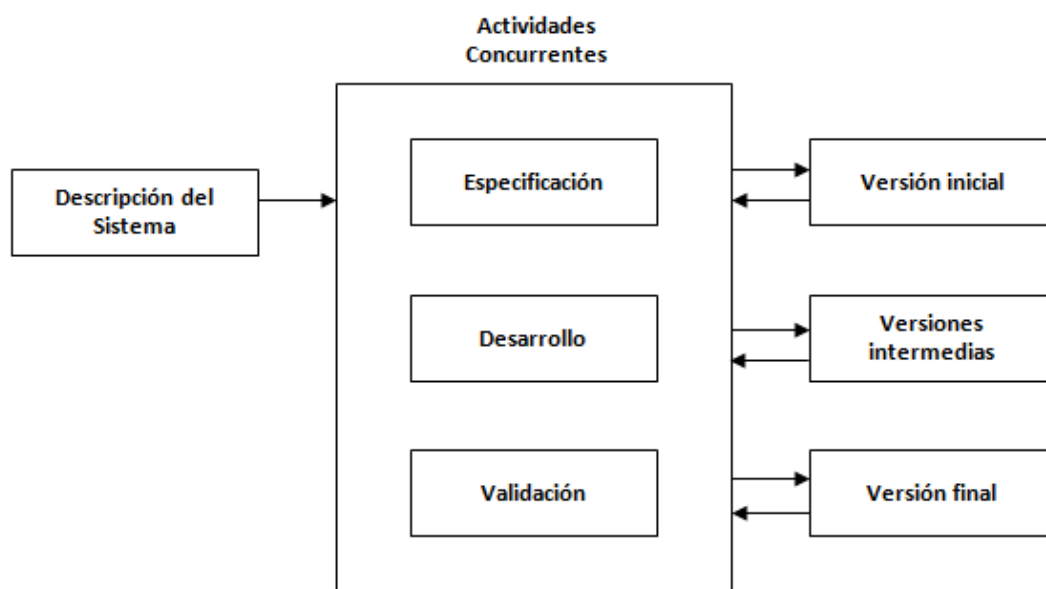 Actividades
Concurrentes
Descripción del
Sistema
Especificación
Versión inicial
Desarrollo
Versiones
intermedias
Validación
Versión final